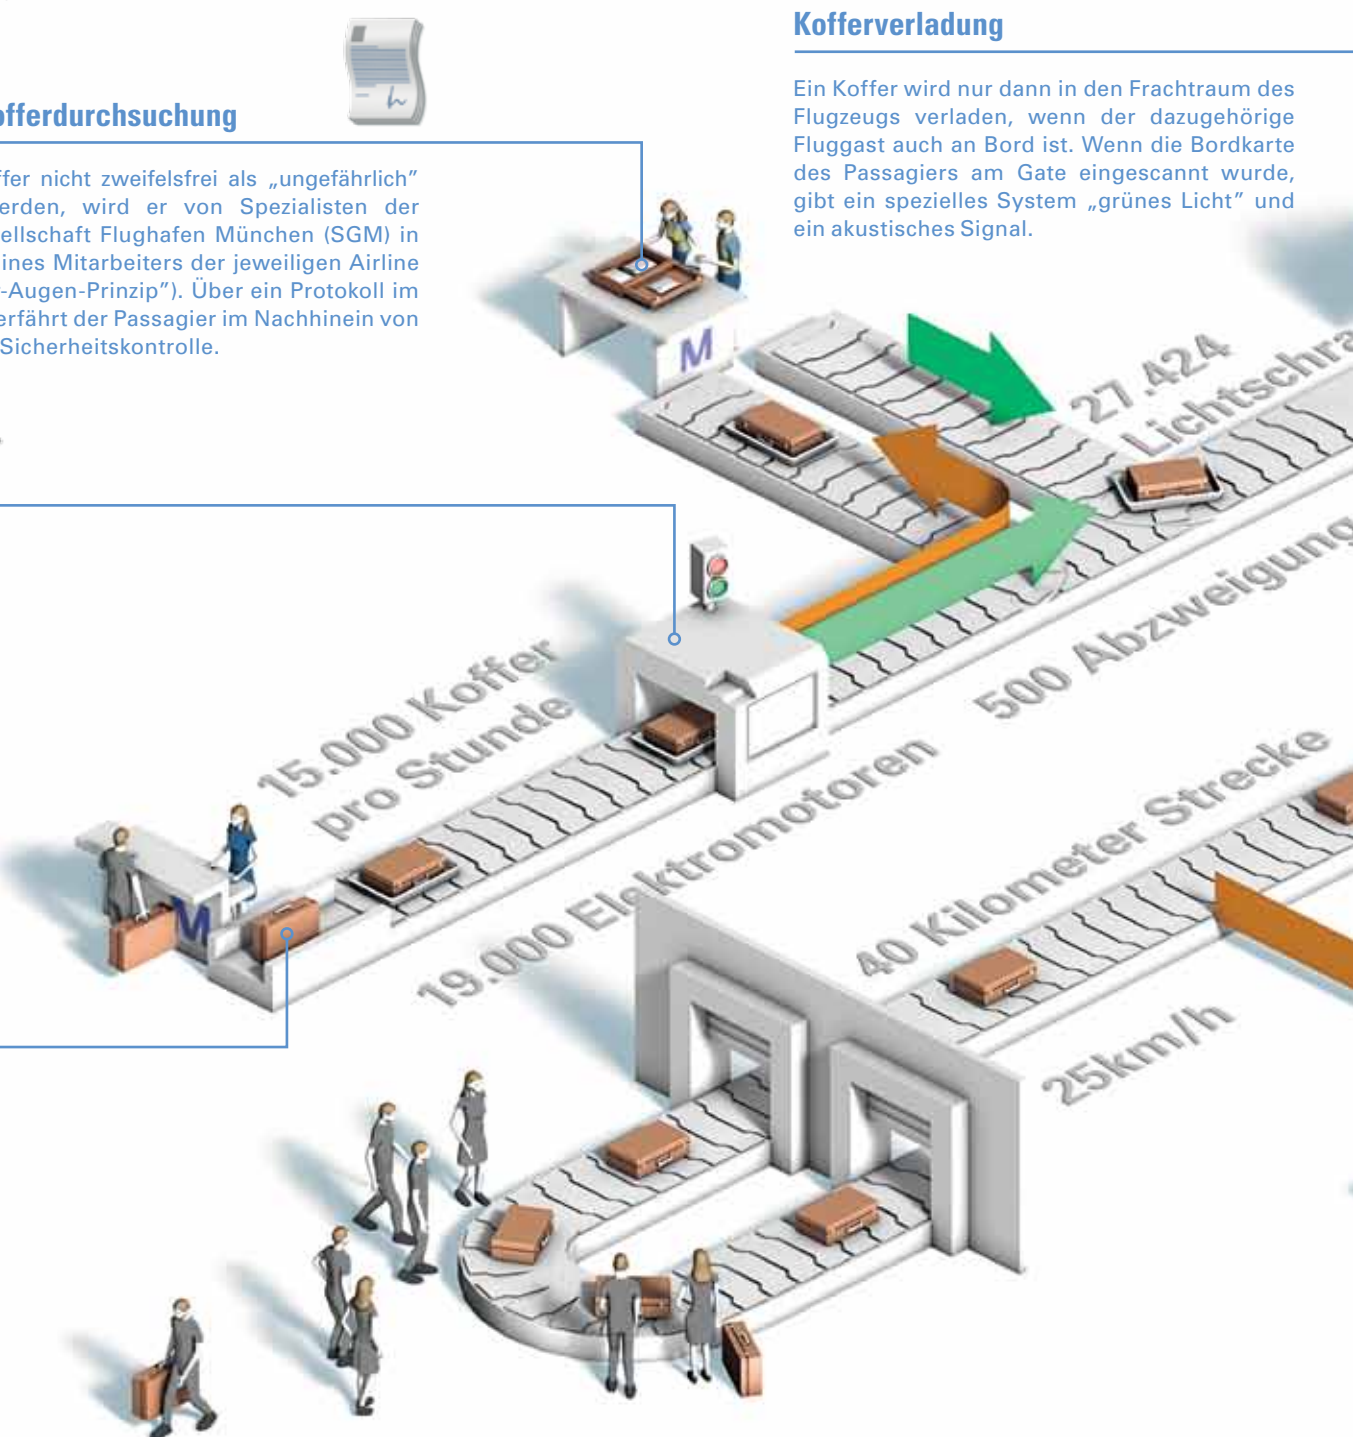 Kofferverladung
Ein Koffer wird nur dann in den Frachtraum des
Flugzeugs verladen, wenn der dazugehörige
Fluggast auch an Bord ist. Wenn die Bordkarte
des Passagiers am Gate eingescannt wurde,
gibt ein spezielles System „grünes Licht” und
ein akustisches Signal.
offerdurchsuchung
ffer nicht zweifelsfrei als „ungefährlich”
erden, wird er von Spezialisten der
ellschaft Flughafen München (SGM) in
ines Mitarbeiters der jeweiligen Airline
-Augen-Prinzip”). Über ein Protokoll im
erfährt der Passagier im Nachhinein von
Sicherheitskontrolle.
M
27.424
Lichtschra
500 Abzweigung
15.000 Koffer
pro Stunde
19.000 Elektromotoren
M
40 Kilometer Strecke
25km/h